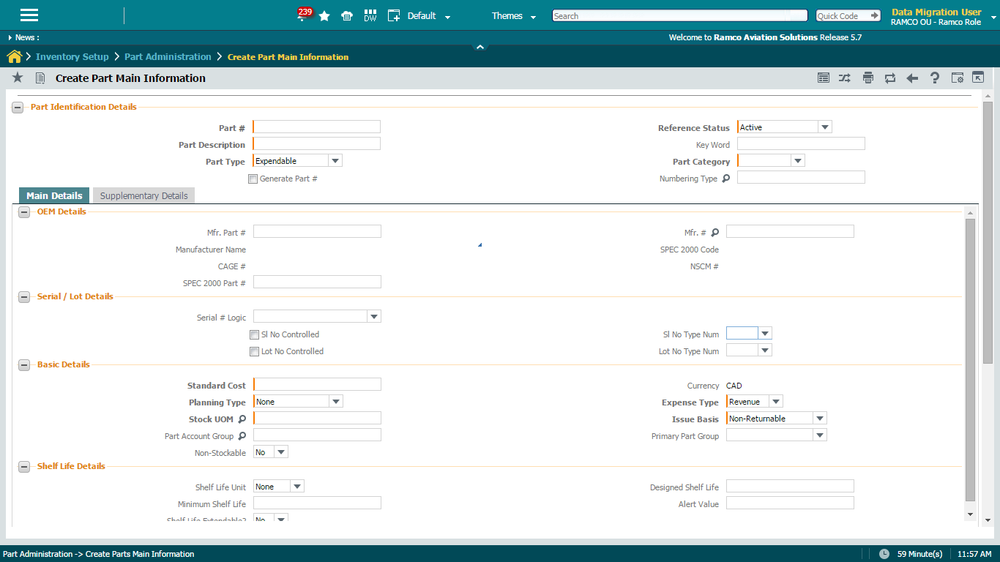 239 DW Default Themes Search Quick Code Data Migration User
RAMCO OU - Ramco Role
News : Welcome to Ramco Aviation Solutions Release 5.7
Inventory Setup Part Administration Create Part Main Information
Create Part Main Information
Part Identification Details
Part # Reference Status Active
Part Description Key Word
Part Type Expendable Part Category
Generate Part # Numbering Type
Main Details Supplementary Details
OEM Details
Mfr. Part # Mfr. #
Manufacturer Name SPEC 2000 Code
CAGE # NSCM #
SPEC 2000 Part #
Serial / Lot Details
Serial # Logic
Sl No Controlled Sl No Type Num
Lot No Controlled Lot No Type Num
Basic Details
Standard Cost Currency CAD
Planning Type None Expense Type Revenue
Stock UOM Issue Basis Non-Returnable
Part Account Group Primary Part Group
Non-Stockable No
Shelf Life Details
Shelf Life Unit None Designed Shelf Life
Minimum Shelf Life Alert Value
Shelf Life Extendable? No
Part Administration -> Create Parts Main Information 59 Minute(s) 11:57 AM